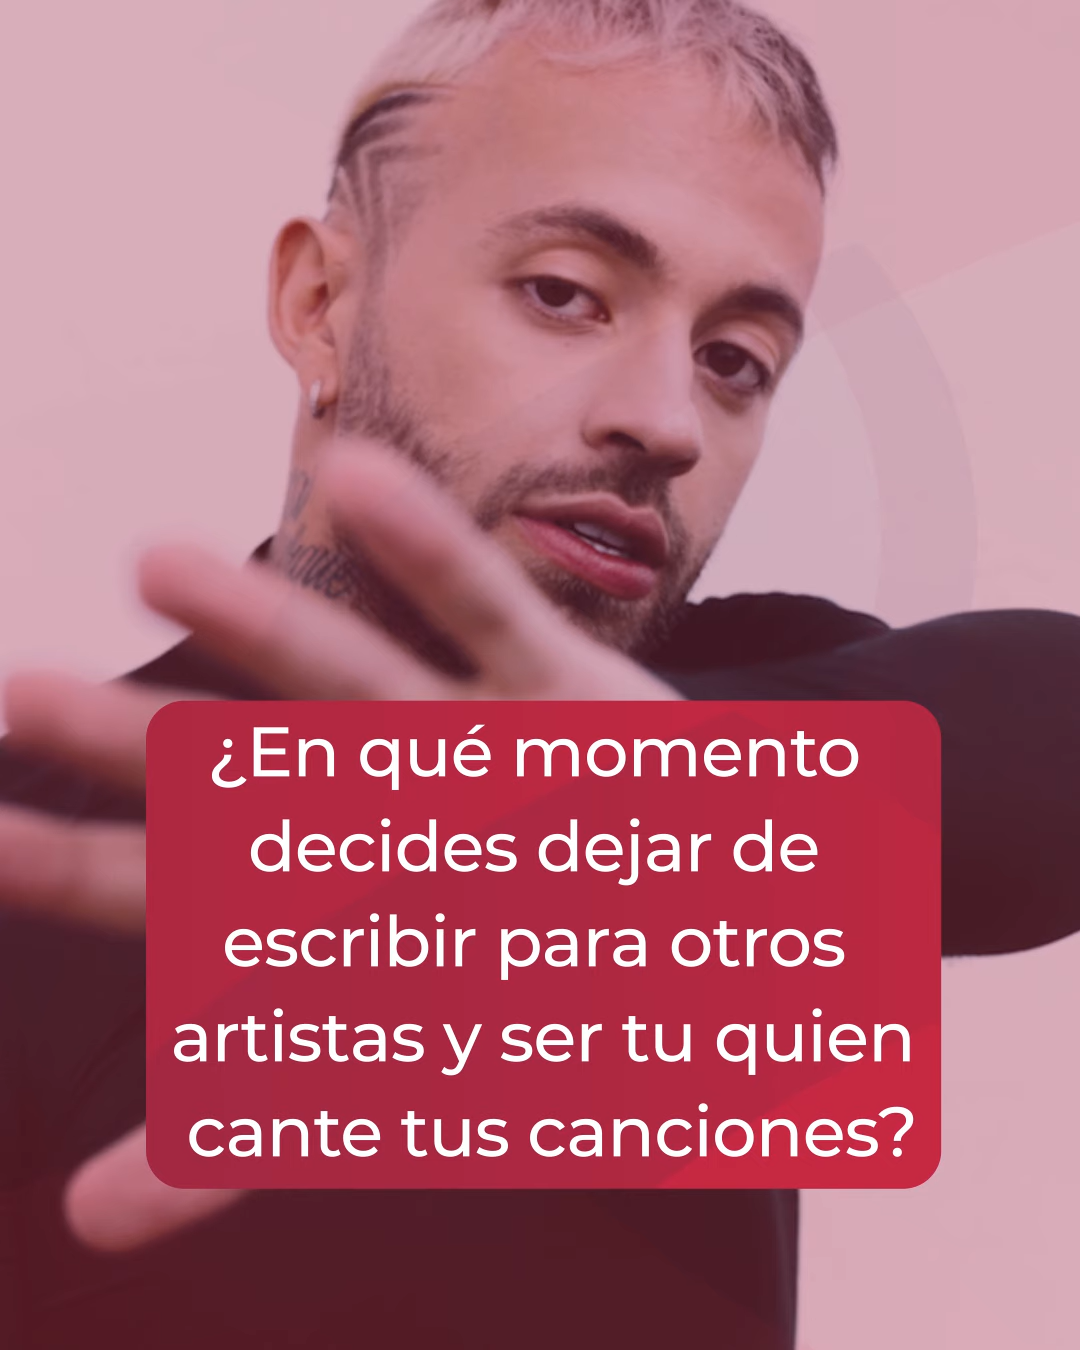 ¿En qué momento
decides dejar de
escribir para otros
artistas y ser tu quien
cante tus canciones?